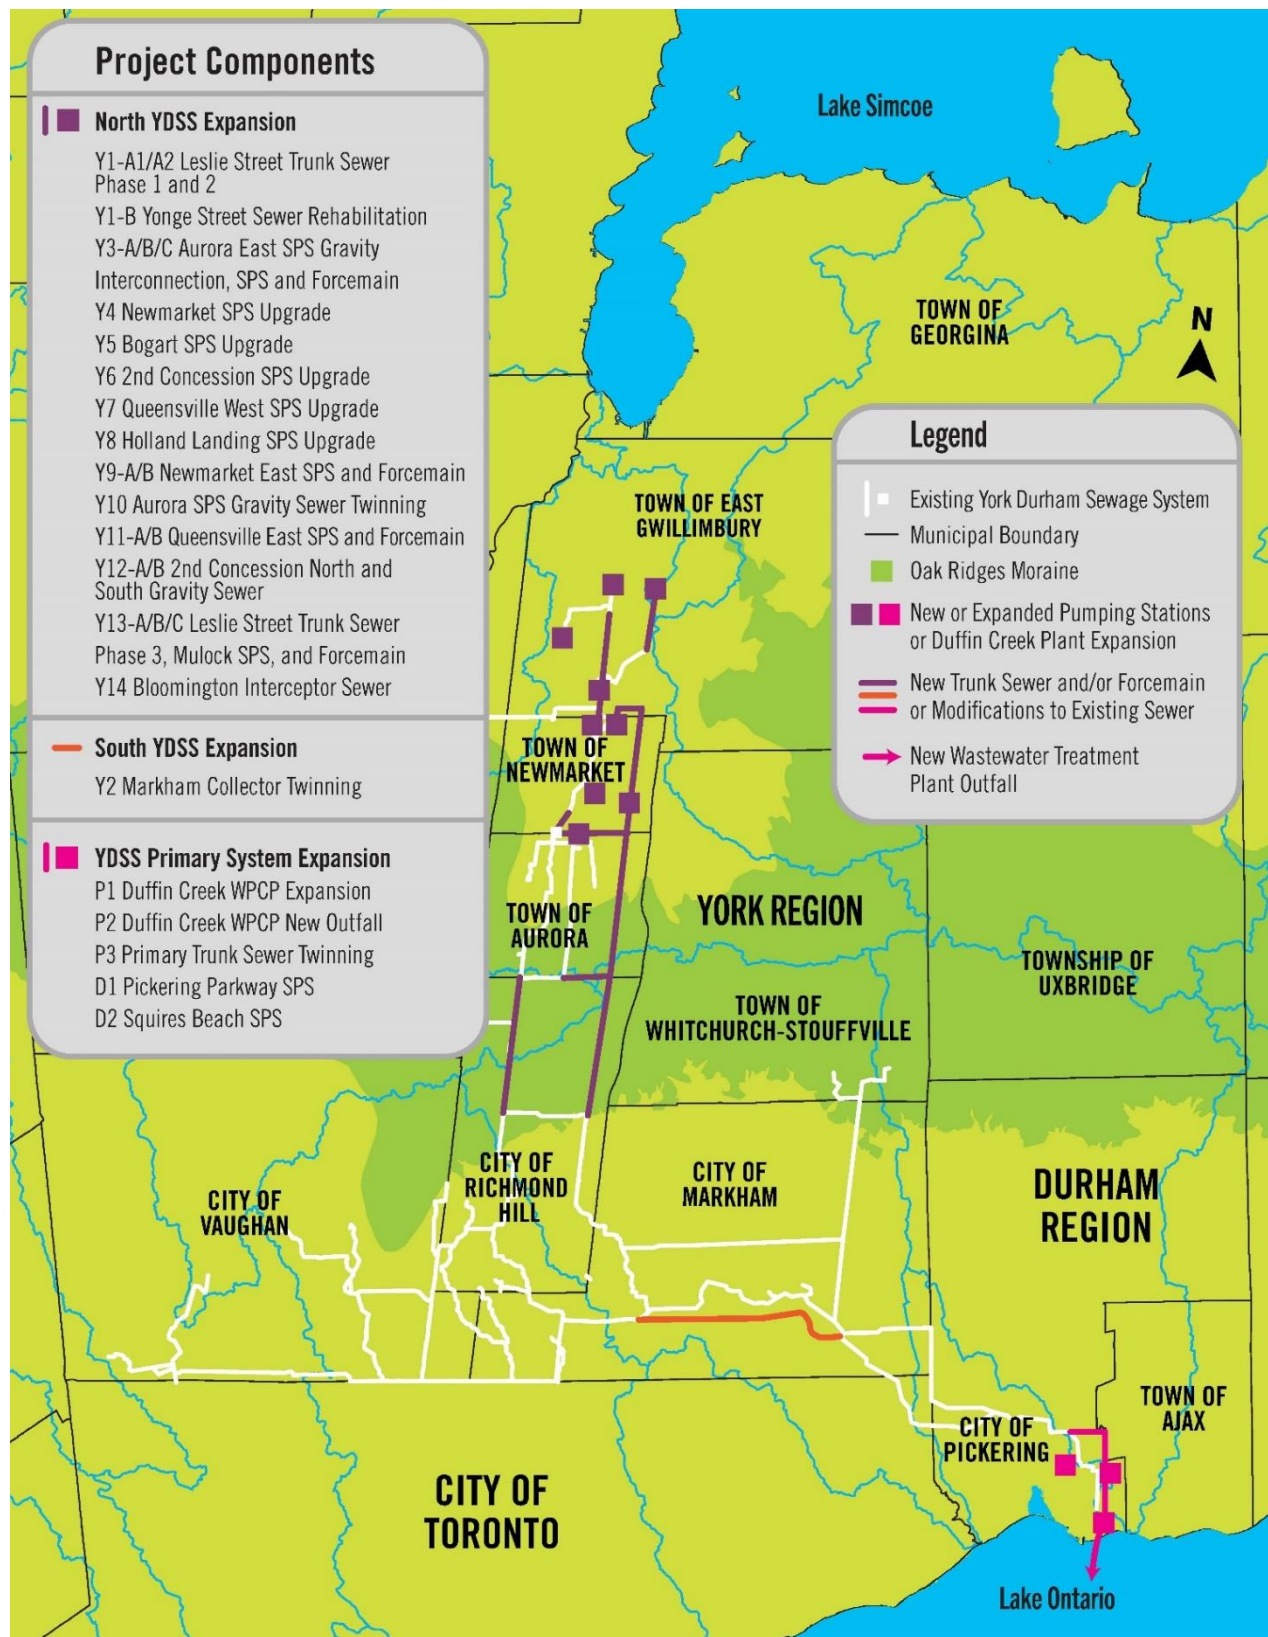 Project Components
North YDSS Expansion
Y1-A1/A2 Leslie Street Trunk Sewer
Phase 1 and 2
Y1-B Yonge Street Sewer Rehabilitation
Y3-A/B/C Aurora East SPS Gravity
Interconnection, SPS and Forcemain
Y4 Newmarket SPS Upgrade
Y5 Bogart SPS Upgrade
Y6 2nd Concession SPS Upgrade
Y7 Queensville West SPS Upgrade
Y8 Holland Landing SPS Upgrade
Y9-A/B Newmarket East SPS and Forcemain
Y10 Aurora SPS Gravity Sewer Twinning
Y11-A/B Queensville East SPS and Forcemain
Y12-A/B 2nd Concession North and
South Gravity Sewer
Y13-A/B/C Leslie Street Trunk Sewer
Phase 3, Mulock SPS, and Forcemain
Y14 Bloomington Interceptor Sewer
South YDSS Expansion
Y2 Markham Collector Twinning
YDSS Primary System Expansion
P1 Duffin Creek WPCP Expansion
P2 Duffin Creek WPCP New Outfall
P3 Primary Trunk Sewer Twinning
D1 Pickering Parkway SPS
D2 Squires Beach SPS
Lake Simcoe
TOWN OF
GEORGINA
N
Legend
Existing York Durham Sewage System
Municipal Boundary
Oak Ridges Moraine
New or Expanded Pumping Stations
or Duffin Creek Plant Expansion
New Trunk Sewer and/or Forcemain
or Modifications to Existing Sewer
New Wastewater Treatment
Plant Outfall
TOWN OF EAST
GWILLIMBURY
TOWN OF
NEWMARKET
TOWN OF
AURORA
YORK REGION
TOWNSHIP OF
UXBRIDGE
TOWN OF
WHITCHURCH-STOUFFVILLE
CITY OF
RICHMOND
HILL
CITY OF
MARKHAM
CITY OF
VAUGHAN
DURHAM
REGION
TOWN OF
AJAX
CITY OF
PICKERING
CITY OF
TORONTO
Lake Ontario